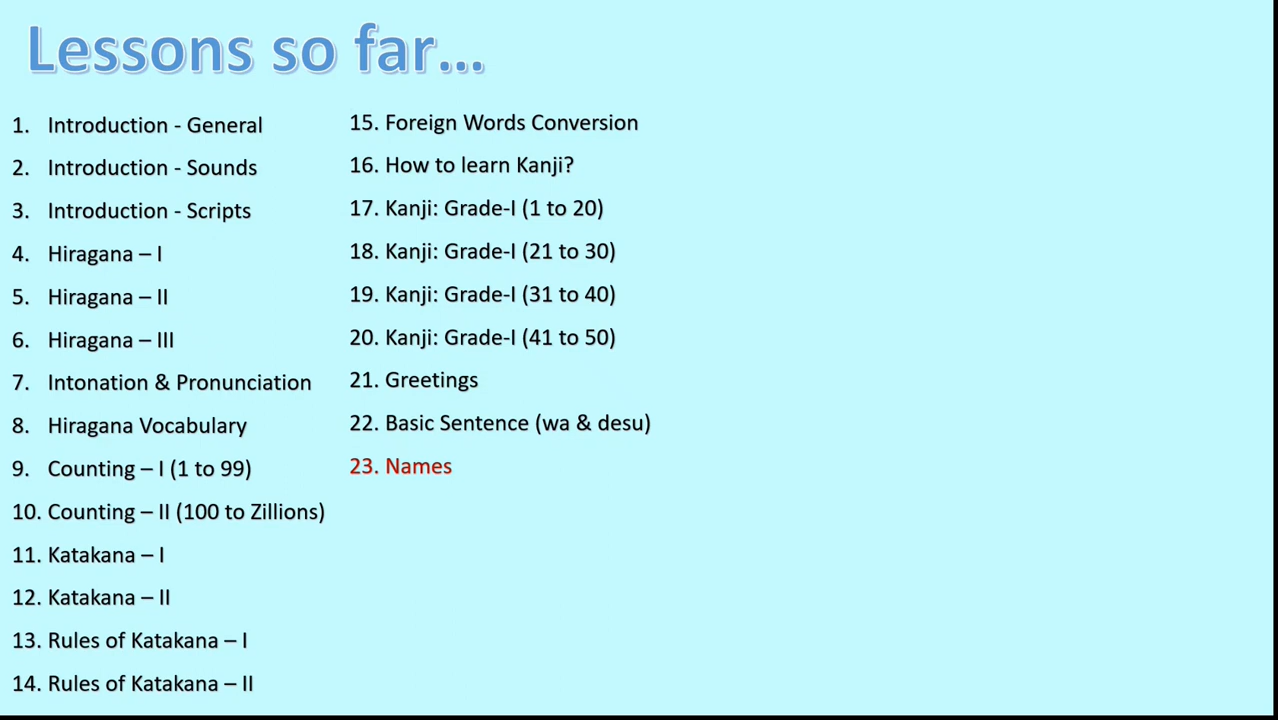 Lessons so far...
1. Introduction - General
2. Introduction - Sounds
3. Introduction - Scripts
4. Hiragana – I
5. Hiragana – II
6. Hiragana – III
7. Intonation & Pronunciation
8. Hiragana Vocabulary
9. Counting – I (1 to 99)
10. Counting – II (100 to Zillions)
11. Katakana – I
12. Katakana – II
13. Rules of Katakana – I
14. Rules of Katakana – II
15. Foreign Words Conversion
16. How to learn Kanji?
17. Kanji: Grade-I (1 to 20)
18. Kanji: Grade-I (21 to 30)
19. Kanji: Grade-I (31 to 40)
20. Kanji: Grade-I (41 to 50)
21. Greetings
22. Basic Sentence (wa & desu)
23. Names